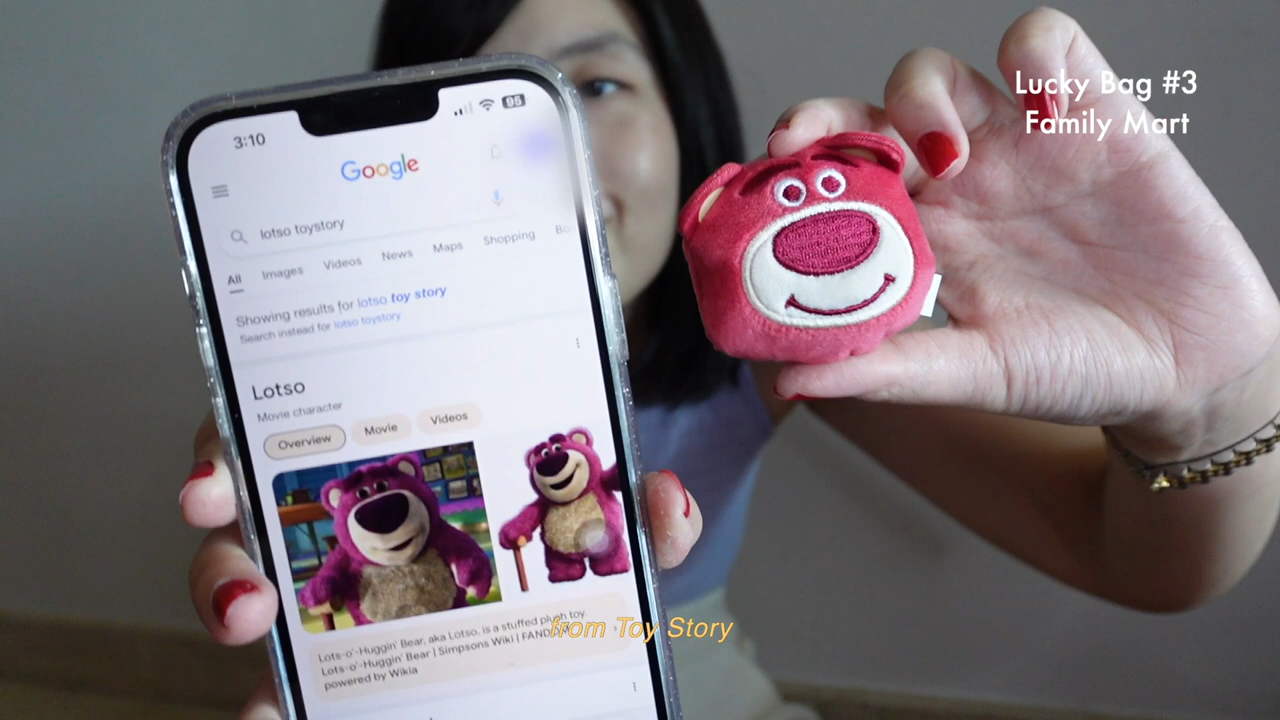 Lucky Bag #3
Family Mart
3:10
96
Google
lotso toystory
All Images Videos News Maps Shopping
Showing results for lotso toy story
Search instead for lotso toystory
Lotso
Movie character
Overview Movie Videos
Lots-o'-Huggin' Bear, aka Lotso, is a stuffed plush toy
Lots-o'-Huggin' Bear | Simpsons Wiki |
powered by Wikia
from Toy Story